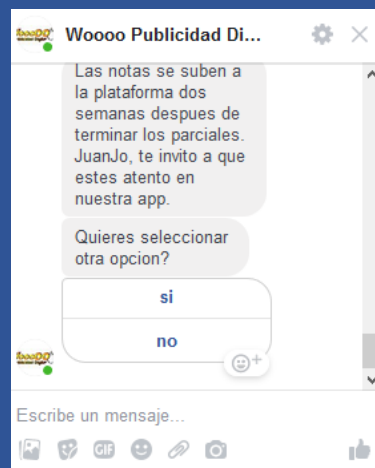 Woooo Publicidad Di...
Las notas se suben a
la plataforma dos
semanas despues de
terminar los parciales.
JuanJo, te invito a que
estes atento en
nuestra app.
Quieres seleccionar
otra opcion?
si
no
Escribe un mensaje...
GIF